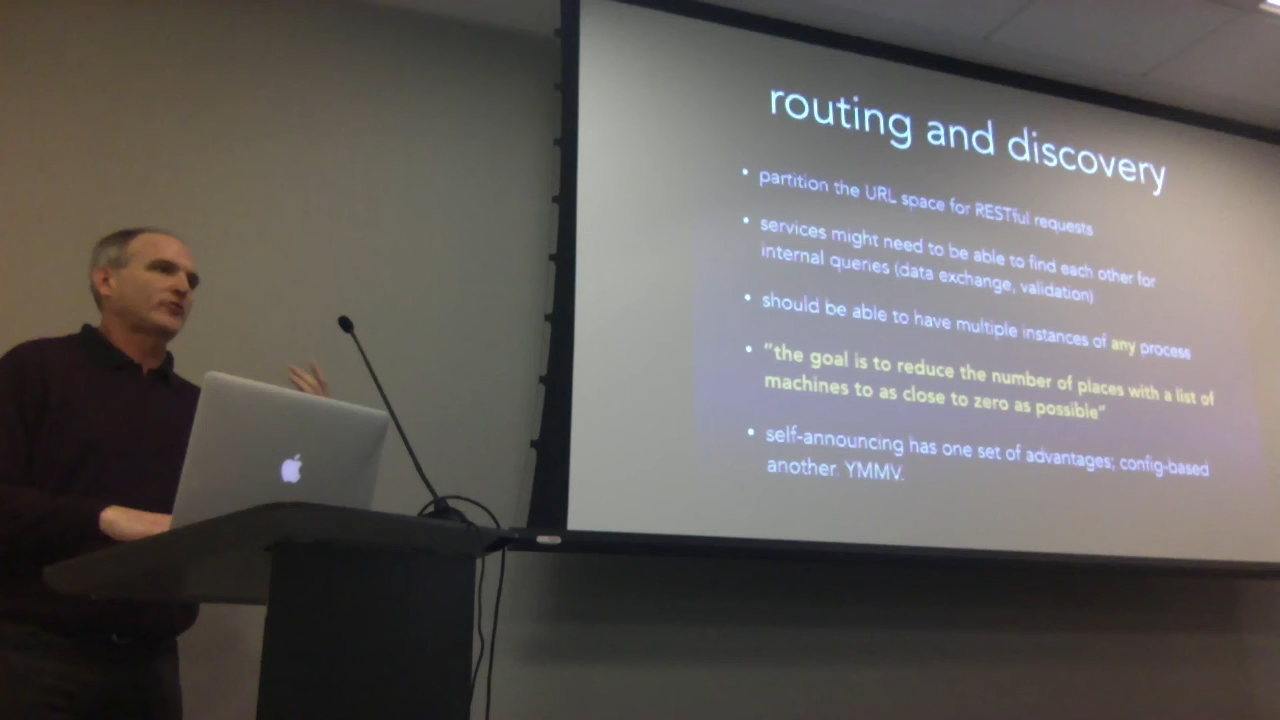 routing and discovery
• partition the URL space for RESTful requests
• services might need to be able to find each other for
internal queries (data exchange, validation)
• should be able to have multiple instances of any process
• "the goal is to reduce the number of places with a list of
machines to as close to zero as possible"
• self-announcing has one set of advantages; config-based
another. YMMV.